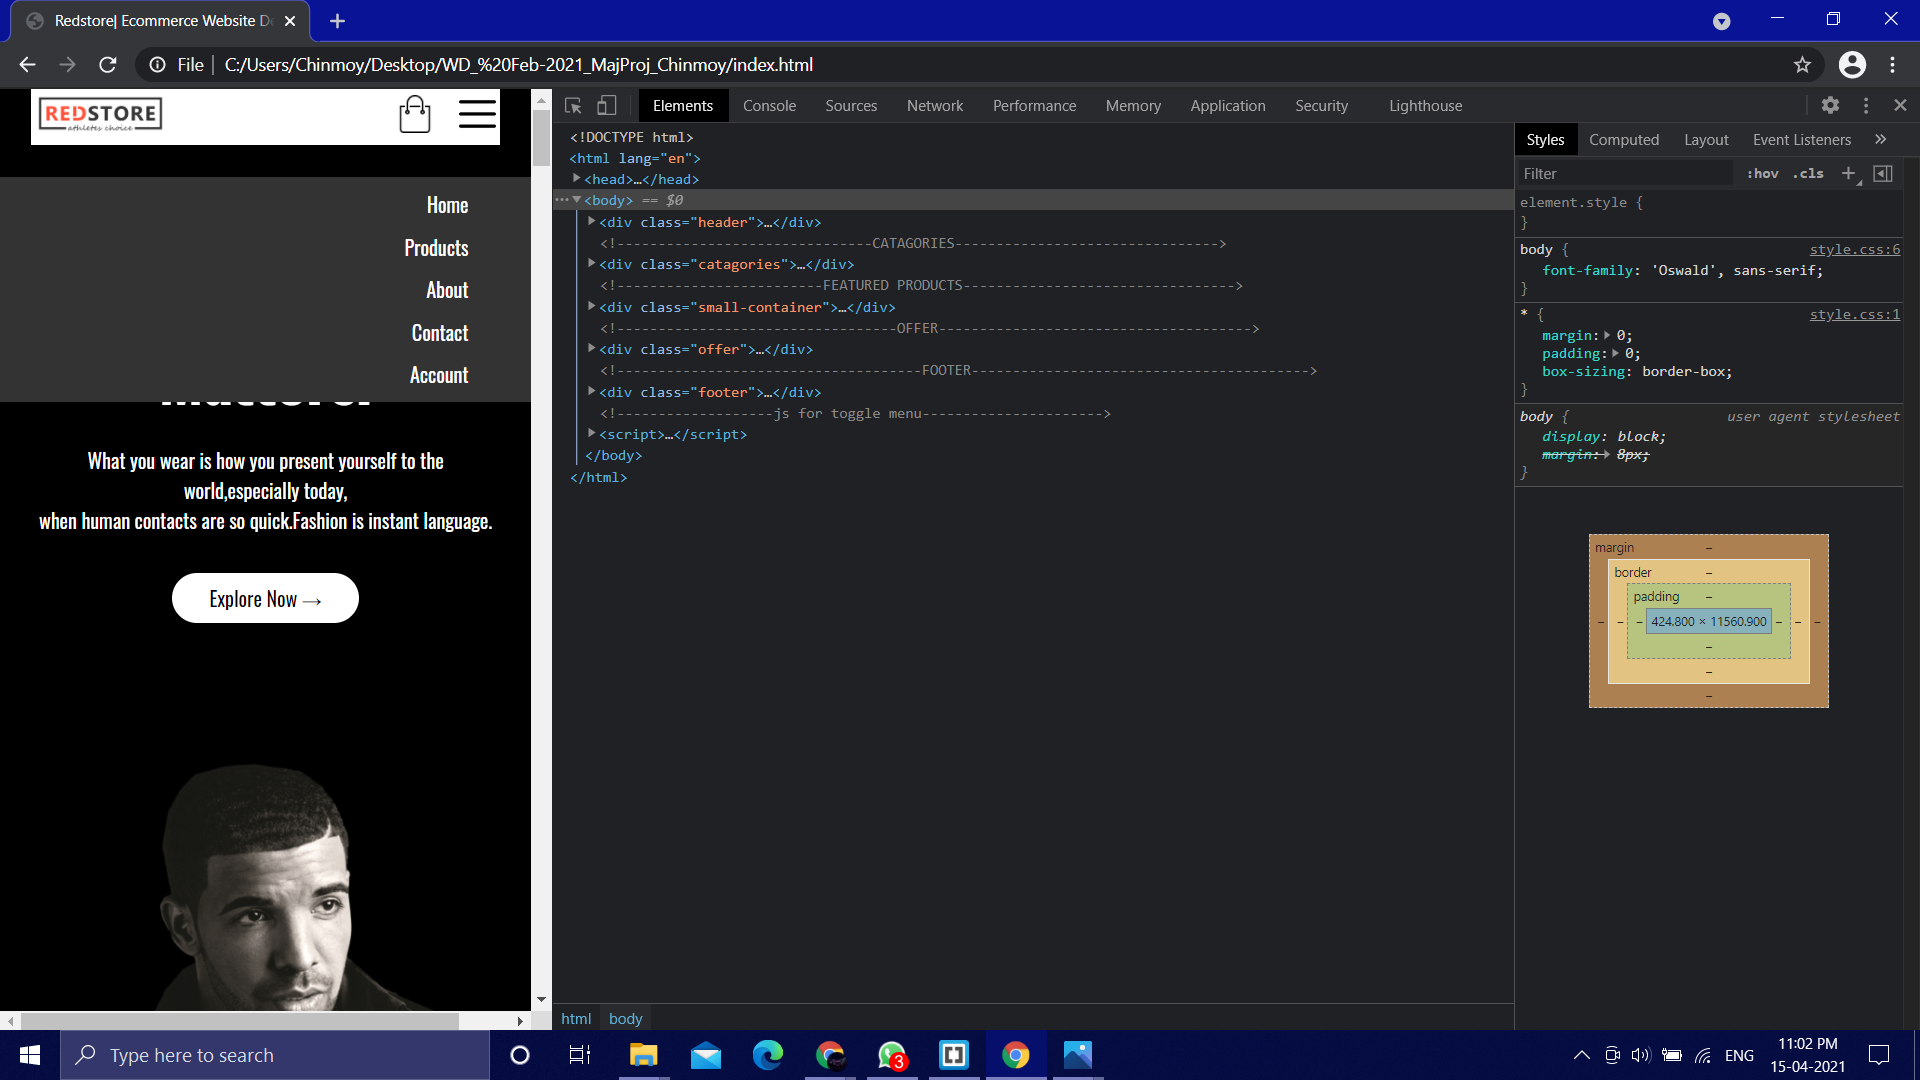 Redstore| Ecommerce Website De
File
C:/Users/Chinmoy/Desktop/WD_%20Feb-2021_MajProj_Chinmoy/index.html
REDSTORE
athletes choice
Home
Products
About
Contact
Account
What you wear is how you present yourself to the
world,especially today,
when human contacts are so quick.Fashion is instant language.
Explore Now →
Elements Console Sources Network Performance Memory Application Security Lighthouse
<!DOCTYPE html>
<html lang="en">
<head>…</head>
<body> == $0
<div class="header">…</div>
<!-------------------------------CATAGORIES-------------------------------->
<div class="catagories">…</div>
<!-------------------------FEATURED PRODUCTS--------------------------------->
<div class="small-container">…</div>
<!----------------------------------OFFER-------------------------------------->
<div class="offer">…</div>
<!-------------------------------------FOOTER----------------------------------------->
<div class="footer">…</div>
<!-------------------js for toggle menu---------------------->
<script>…</script>
</body>
</html>
html body
Styles Computed Layout Event Listeners »
Filter :hov .cls +
element.style {
}
body { style.css:6
font-family: 'Oswald', sans-serif;
}
* { style.css:1
margin: 0;
padding: 0;
box-sizing: border-box;
}
body { user agent stylesheet
display: block;
margin: 8px;
}
margin –
border –
padding –
– – – 424.800 × 11560.900 – – –
–
–
–
Type here to search
3
ENG
11:02 PM
15-04-2021